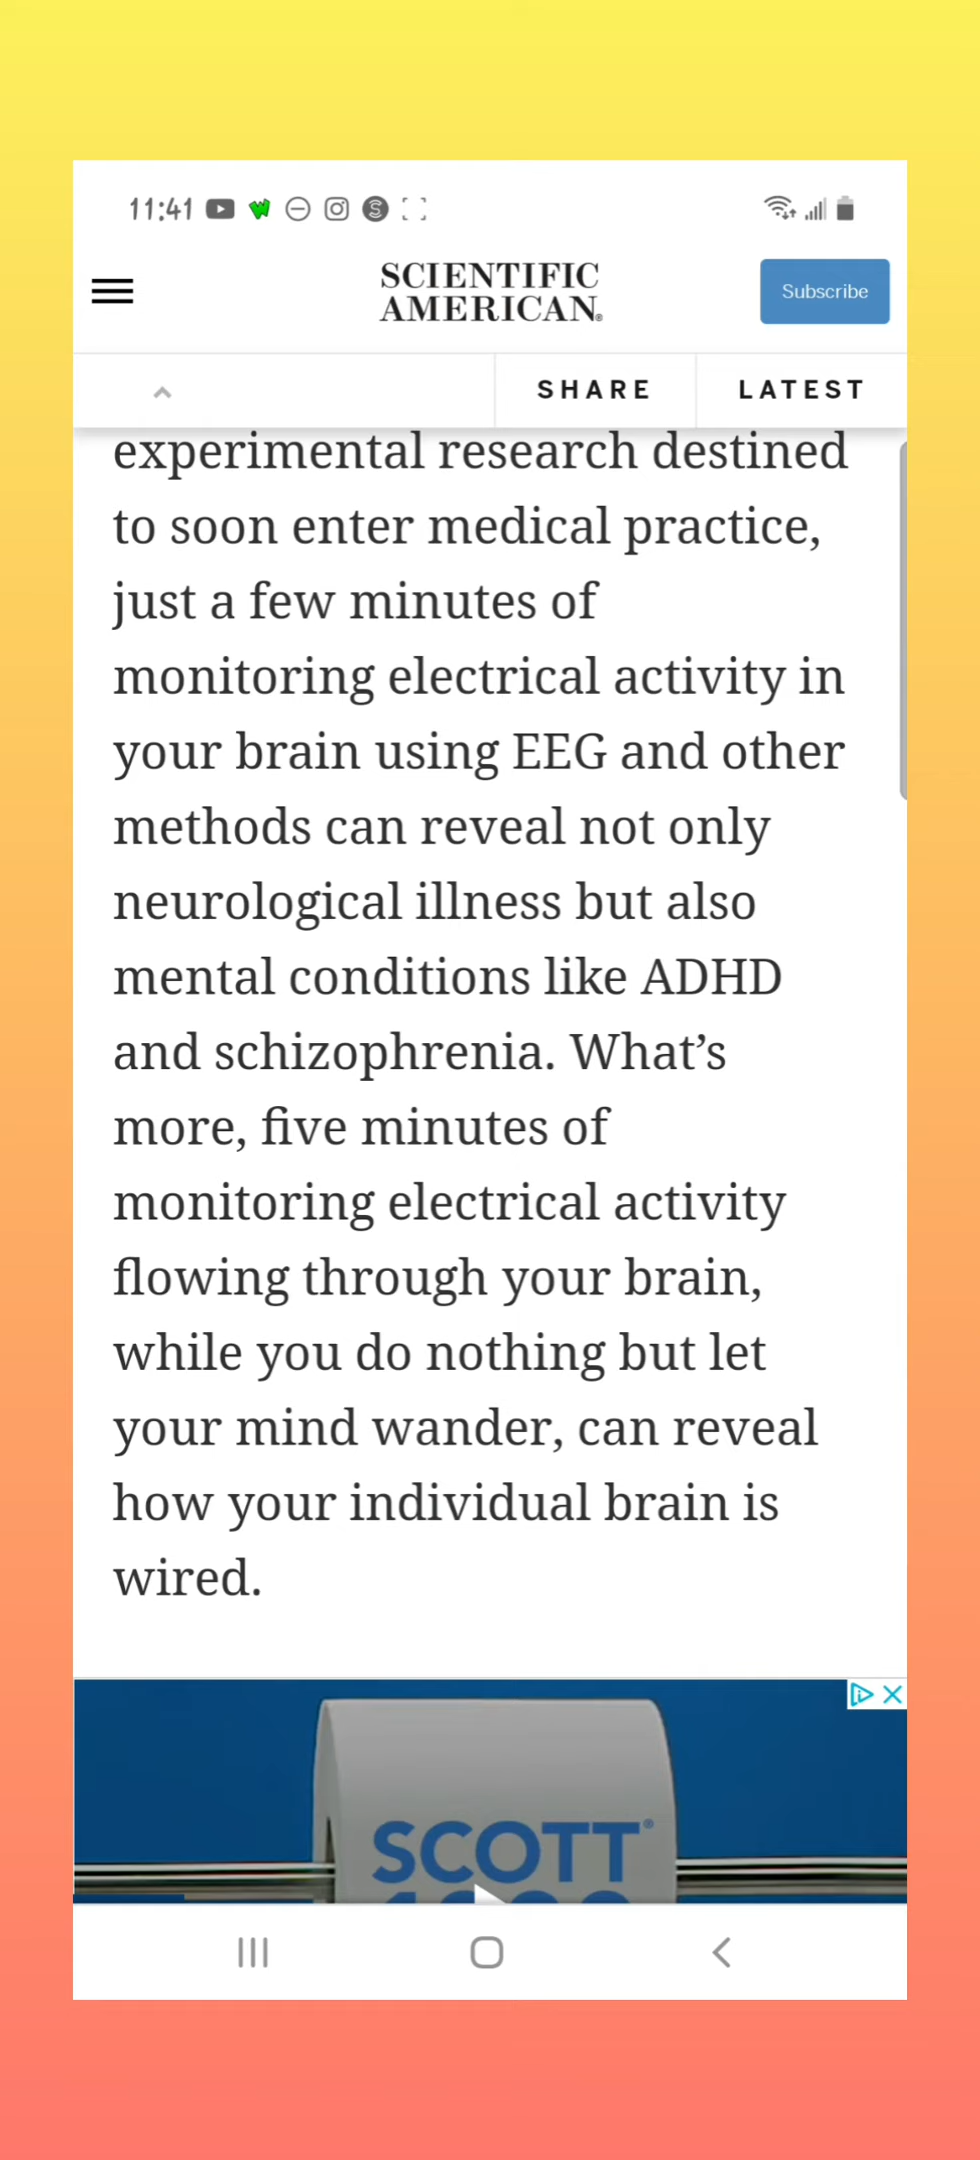 11:41
SCIENTIFIC
AMERICAN®
Subscribe
SHARE LATEST
experimental research destined
to soon enter medical practice,
just a few minutes of
monitoring electrical activity in
your brain using EEG and other
methods can reveal not only
neurological illness but also
mental conditions like ADHD
and schizophrenia. What’s
more, five minutes of
monitoring electrical activity
flowing through your brain,
while you do nothing but let
your mind wander, can reveal
how your individual brain is
wired.
SCOTT®